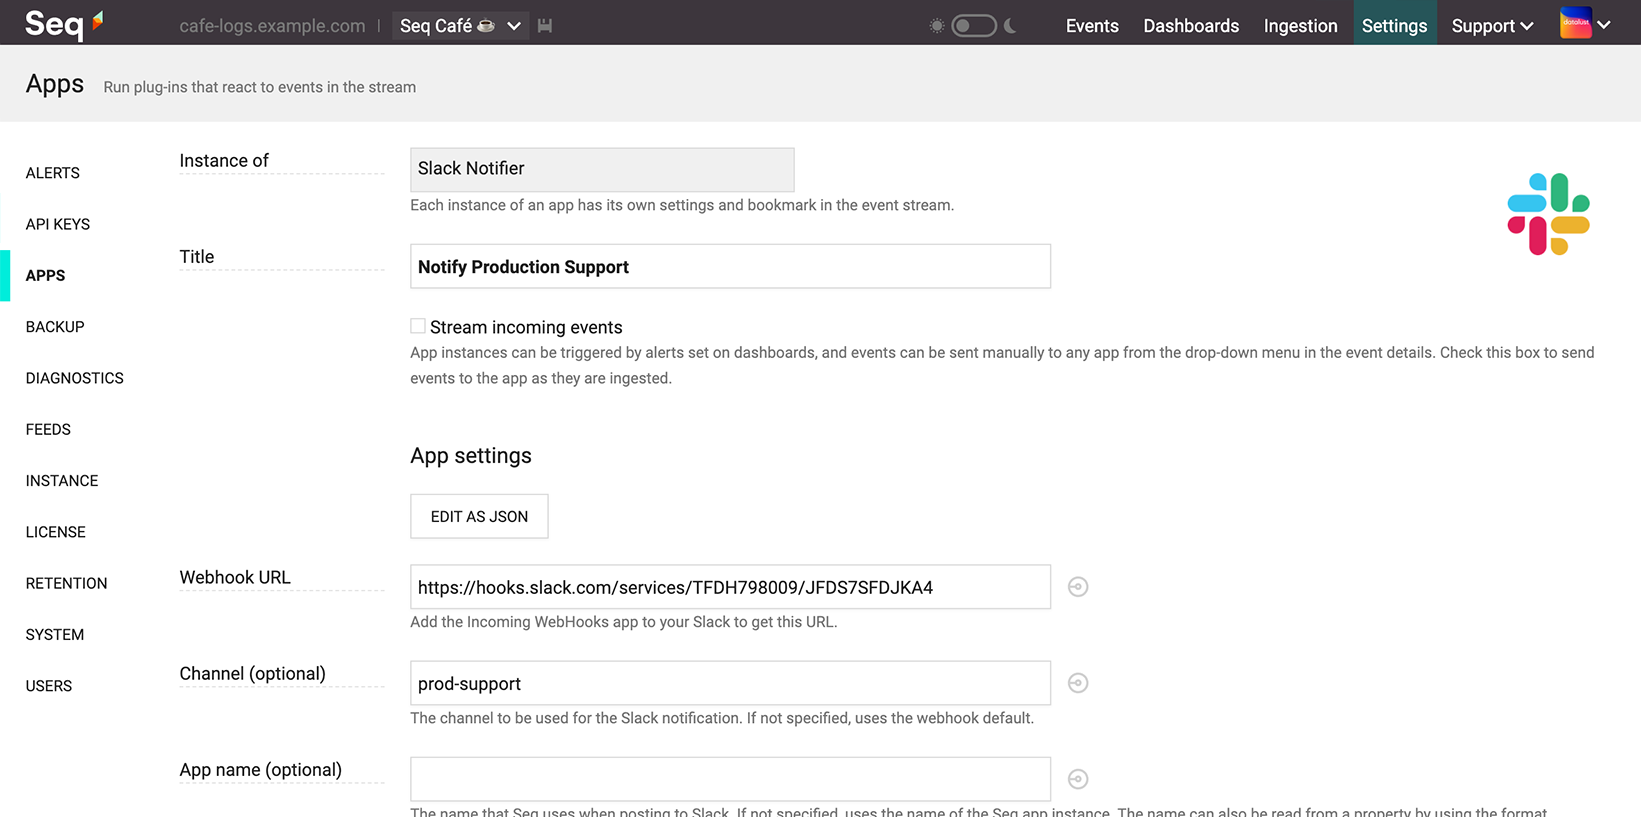 Seq
cafe-logs.example.com | Seq Café
Events Dashboards Ingestion Settings Support
datalust
Apps Run plug-ins that react to events in the stream
ALERTS
API KEYS
APPS
BACKUP
DIAGNOSTICS
FEEDS
INSTANCE
LICENSE
RETENTION
SYSTEM
USERS
Instance of
Slack Notifier
Each instance of an app has its own settings and bookmark in the event stream.
Title
Notify Production Support
Stream incoming events
App instances can be triggered by alerts set on dashboards, and events can be sent manually to any app from the drop-down menu in the event details. Check this box to send
events to the app as they are ingested.
App settings
EDIT AS JSON
Webhook URL
https://hooks.slack.com/services/TFDH798009/JFDS7SFDJKA4
Add the Incoming WebHooks app to your Slack to get this URL.
Channel (optional)
prod-support
The channel to be used for the Slack notification. If not specified, uses the webhook default.
App name (optional)
The name that Seq uses when posting to Slack. If not specified, uses the name of the Seq app instance. The name can also be read from a property by using the format